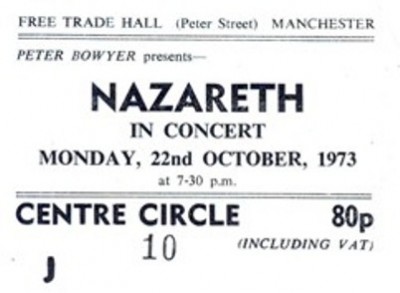 FREE TRADE HALL (Peter Street) MANCHESTER
PETER BOWYER presents—
NAZARETH
IN CONCERT
MONDAY, 22nd OCTOBER, 1973
at 7-30 p.m.
CENTRE CIRCLE 80p
10 (INCLUDING VAT)
J